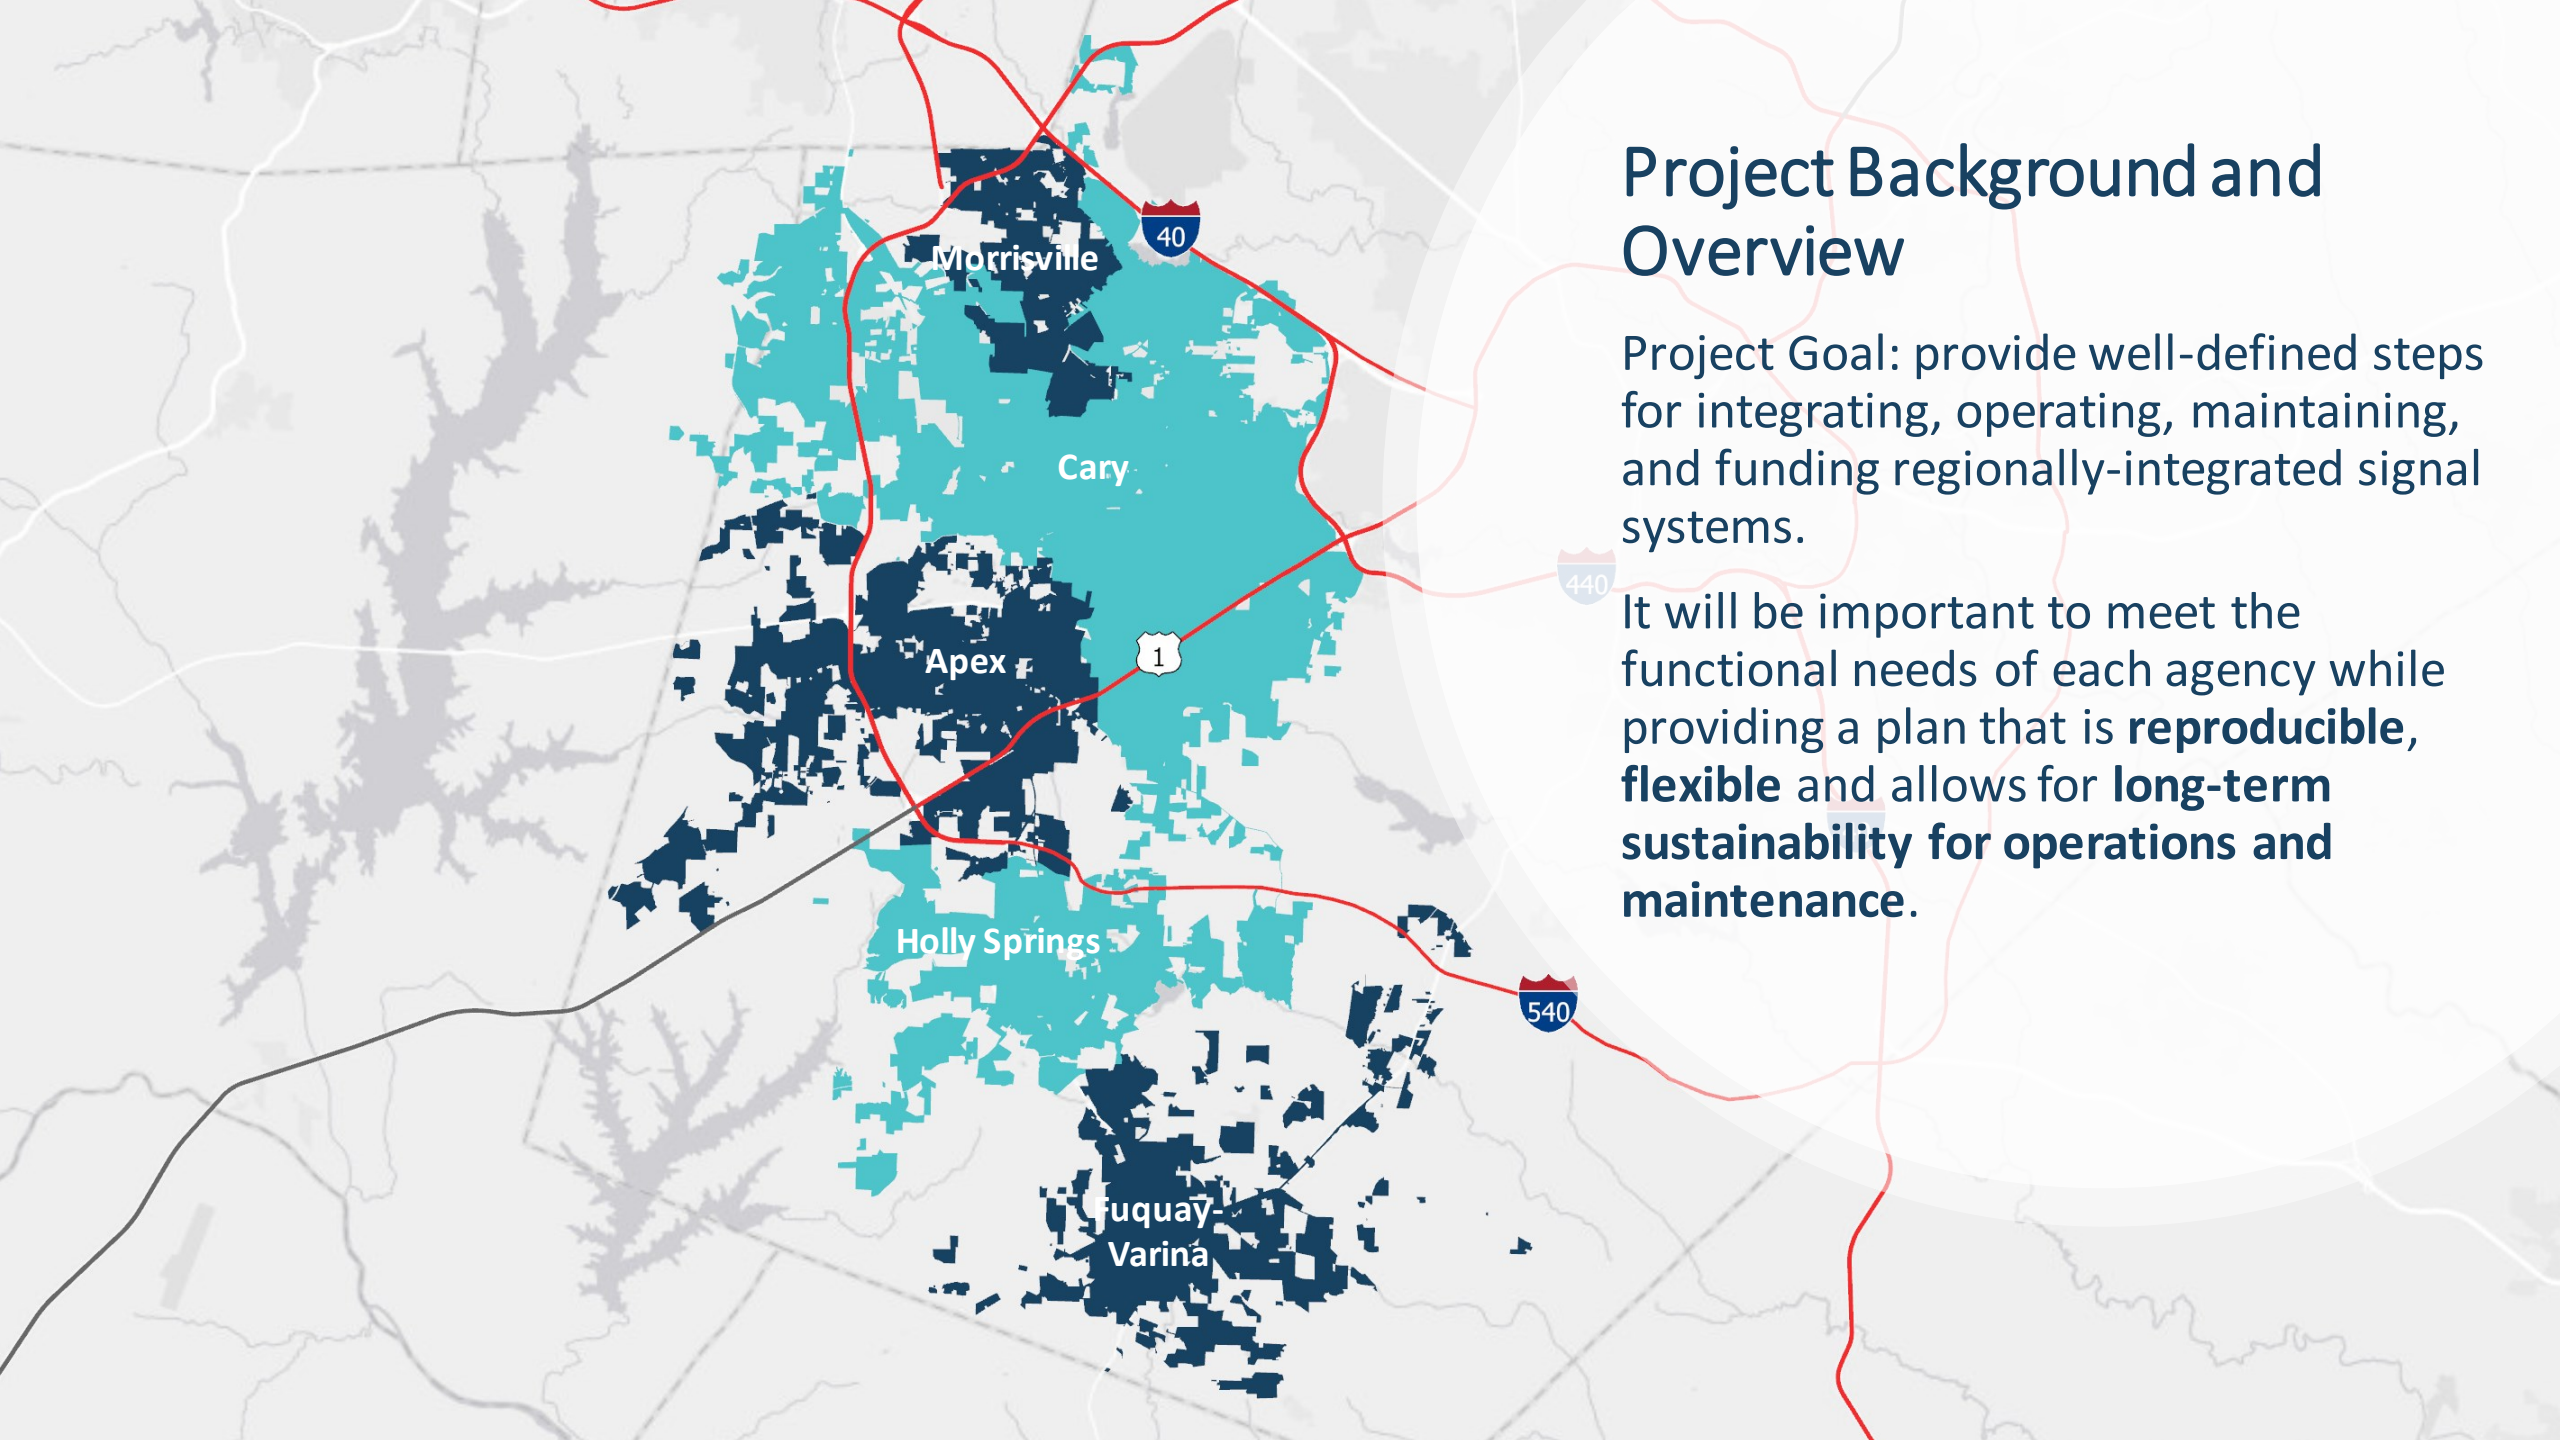 Project Background and
Overview
Project Goal: provide well-defined steps
for integrating, operating, maintaining,
and funding regionally-integrated signal
systems.
It will be important to meet the
functional needs of each agency while
providing a plan that is reproducible,
flexible and allows for long-term
sustainability for operations and
maintenance.
40
Morrisville
Cary
440
1
Apex
Holly Springs
540
Fuquay-
Varina